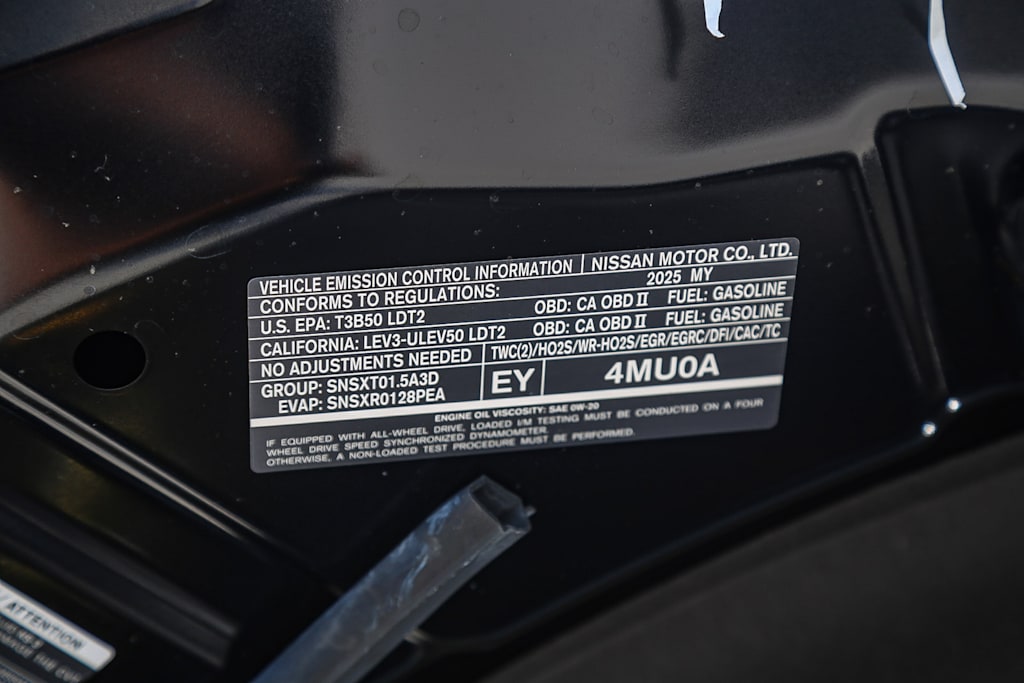 VEHICLE EMISSION CONTROL INFORMATION | NISSAN MOTOR CO., LTD.
CONFORMS TO REGULATIONS: 2025 MY
U.S. EPA: T3B50 LDT2 OBD: CA OBD II FUEL: GASOLINE
CALIFORNIA: LEV3-ULEV50 LDT2 OBD: CA OBD II FUEL: GASOLINE
NO ADJUSTMENTS NEEDED TWC(2)/HO2S/WR-HO2S/EGR/EGRC/DFI/CAC/TC
GROUP: SNSXT01.5A3D
EVAP: SNSXR0128PEA
EY 4MU0A
ENGINE OIL VISCOSITY: SAE 0W-20
IF EQUIPPED WITH ALL-WHEEL DRIVE, LOADED I/M TESTING MUST BE CONDUCTED ON A FOUR
WHEEL DRIVE SPEED SYNCHRONIZED DYNAMOMETER.
OTHERWISE, A NON-LOADED TEST PROCEDURE MUST BE PERFORMED.
/ ATTENTION